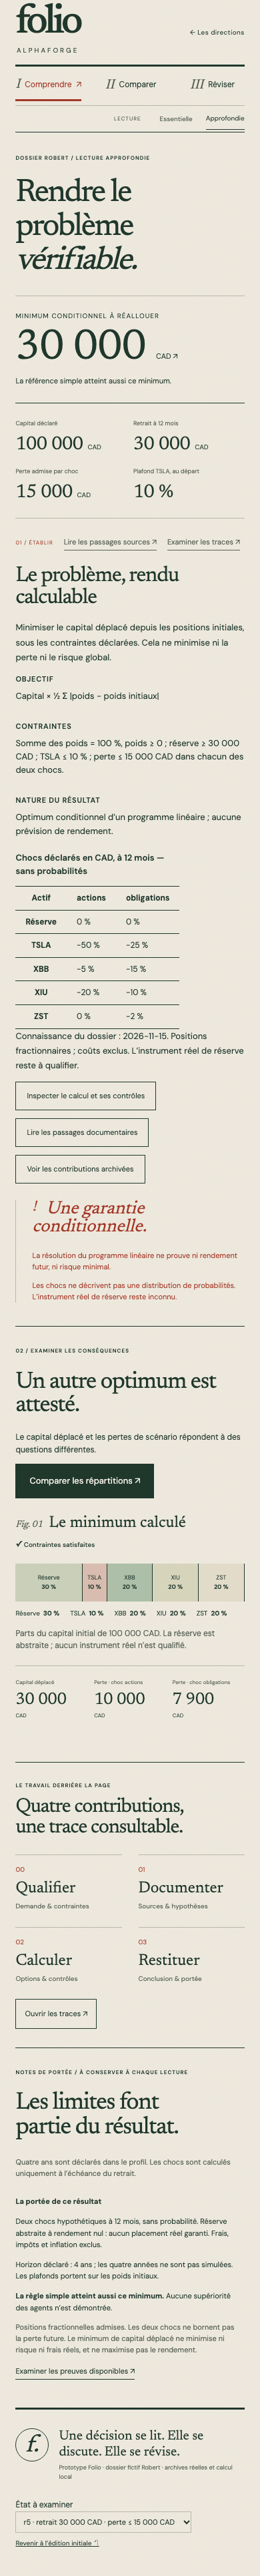 folio
ALPHAFORGE
← Les directions
I Comprendre ↗
II Comparer
III Réviser
LECTURE
Essentielle
Approfondie
DOSSIER ROBERT / LECTURE APPROFONDIE
Rendre le
problème
vérifiable.
MINIMUM CONDITIONNEL À RÉALLOUER
30 000 CAD ↗
La référence simple atteint aussi ce minimum.
Capital déclaré
100 000 CAD
Retrait à 12 mois
30 000 CAD
Perte admise par choc
15 000 CAD
Plafond TSLA, au départ
10 %
01 / ÉTABLIR
Lire les passages sources ↗
Examiner les traces ↗
Le problème, rendu
calculable
Minimiser le capital déplacé depuis les positions initiales,
sous les contraintes déclarées. Cela ne minimise ni la
perte ni le risque global.
OBJECTIF
Capital × ½ Σ |poids − poids initiaux|
CONTRAINTES
Somme des poids = 100 %, poids ≥ 0 ; réserve ≥ 30 000
CAD ; TSLA ≤ 10 % ; perte ≤ 15 000 CAD dans chacun des
deux chocs.
NATURE DU RÉSULTAT
Optimum conditionnel d’un programme linéaire ; aucune
prévision de rendement.
Chocs déclarés en CAD, à 12 mois —
sans probabilités
Actif actions obligations
Réserve 0 % 0 %
TSLA −50 % −25 %
XBB −5 % −15 %
XIU −20 % −10 %
ZST 0 % −2 %
Connaissance du dossier : 2026-11-15. Positions
fractionnaires ; coûts exclus. L’instrument réel de réserve
reste à qualifier.
Inspecter le calcul et ses contrôles
Lire les passages documentaires
Voir les contributions archivées
! Une garantie
conditionnelle.
La résolution du programme linéaire ne prouve ni rendement
futur, ni risque minimal.
Les chocs ne décrivent pas une distribution de probabilités.
L’instrument réel de réserve reste inconnu.
02 / EXAMINER LES CONSÉQUENCES
Un autre optimum est
attesté.
Le capital déplacé et les pertes de scénario répondent à des
questions différentes.
Comparer les répartitions ↗
Fig. 01 Le minimum calculé
✓ Contraintes satisfaites
Réserve TSLA XBB XIU ZST
30 % 10 % 20 % 20 % 20 %
Réserve 30 % TSLA 10 % XBB 20 % XIU 20 % ZST 20 %
Parts du capital initial de 100 000 CAD. La réserve est
abstraite ; aucun instrument réel n’est qualifié.
Capital déplacé
30 000
CAD
Perte · choc actions
10 000
CAD
Perte · choc obligations
7 900
CAD
LE TRAVAIL DERRIÈRE LA PAGE
Quatre contributions,
une trace consultable.
00
Qualifier
Demande & contraintes
01
Documenter
Sources & hypothèses
02
Calculer
Options & contrôles
03
Restituer
Conclusion & portée
Ouvrir les traces ↗
NOTES DE PORTÉE / À CONSERVER À CHAQUE LECTURE
Les limites font
partie du résultat.
Quatre ans sont déclarés dans le profil. Les chocs sont calculés
uniquement à l’échéance du retrait.
La portée de ce résultat
Deux chocs hypothétiques à 12 mois, sans probabilité. Réserve
abstraite à rendement nul : aucun placement réel garanti. Frais,
impôts et inflation exclus.
Horizon déclaré : 4 ans ; les quatre années ne sont pas simulées.
Les plafonds portent sur les poids initiaux.
La règle simple atteint aussi ce minimum. Aucune supériorité
des agents n’est démontrée.
Positions fractionnaires admises. Les deux chocs ne bornent pas
la perte future. Le minimum de capital déplacé ne minimise ni
risque ni frais réels, et ne maximise pas le rendement.
Examiner les preuves disponibles ↗
f.
Une décision se lit. Elle se
discute. Elle se révise.
Prototype Folio · dossier fictif Robert · archives réelles et calcul
local
État à examiner
r5 · retrait 30 000 CAD · perte ≤ 15 000 CAD
Revenir à l’édition initiale